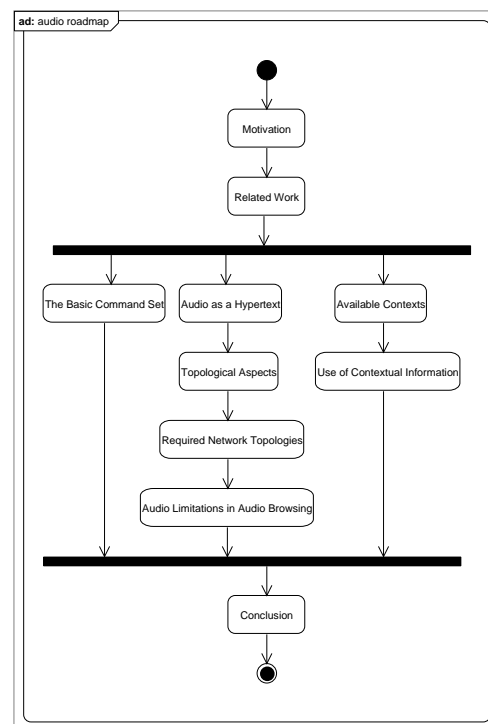 ad: audio roadmap
Motivation
Related Work
The Basic Command Set
Audio as a Hypertext
Available Contexts
Topological Aspects
Use of Contextual Information
Required Network Topologies
Audio Limitations in Audio Browsing
Conclusion